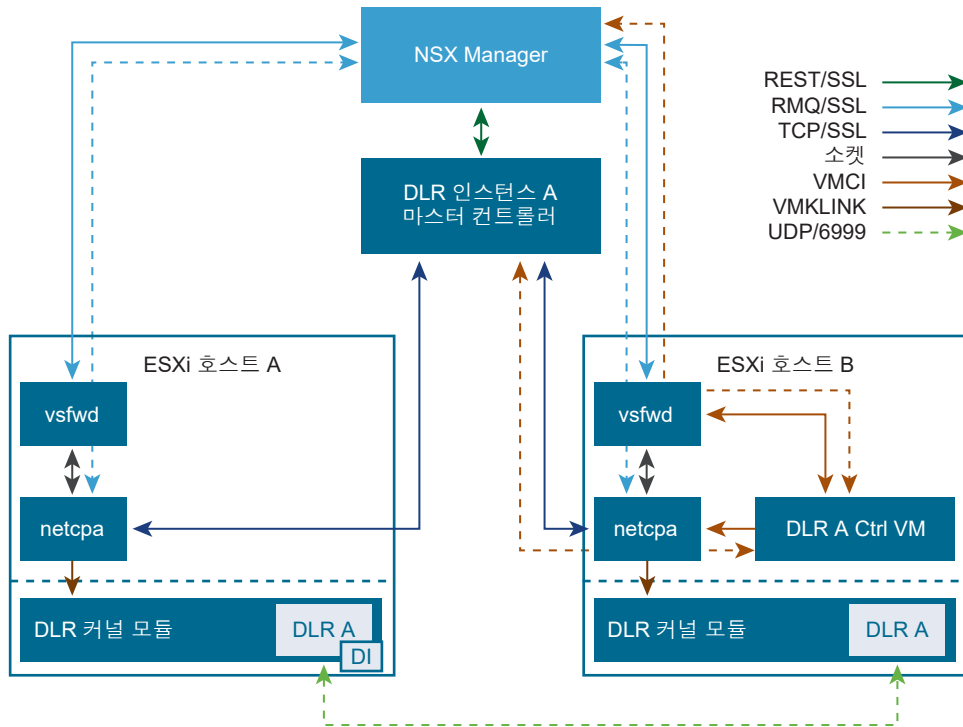 NSX Manager
REST/SSL
RMQ/SSL
TCP/SSL
소켓
VMCI
VMKLINK
UDP/6999
DLR 인스턴스 A
마스터 컨트롤러
ESXi 호스트 A
vsfwd
netcpa
DLR 커널 모듈
DLR A
DI
ESXi 호스트 B
vsfwd
netcpa
DLR A Ctrl VM
DLR 커널 모듈
DLR A